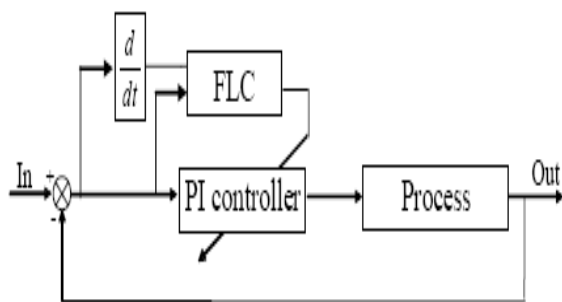 d
dt
FLC
In
+
-
PI controller
Process
Out